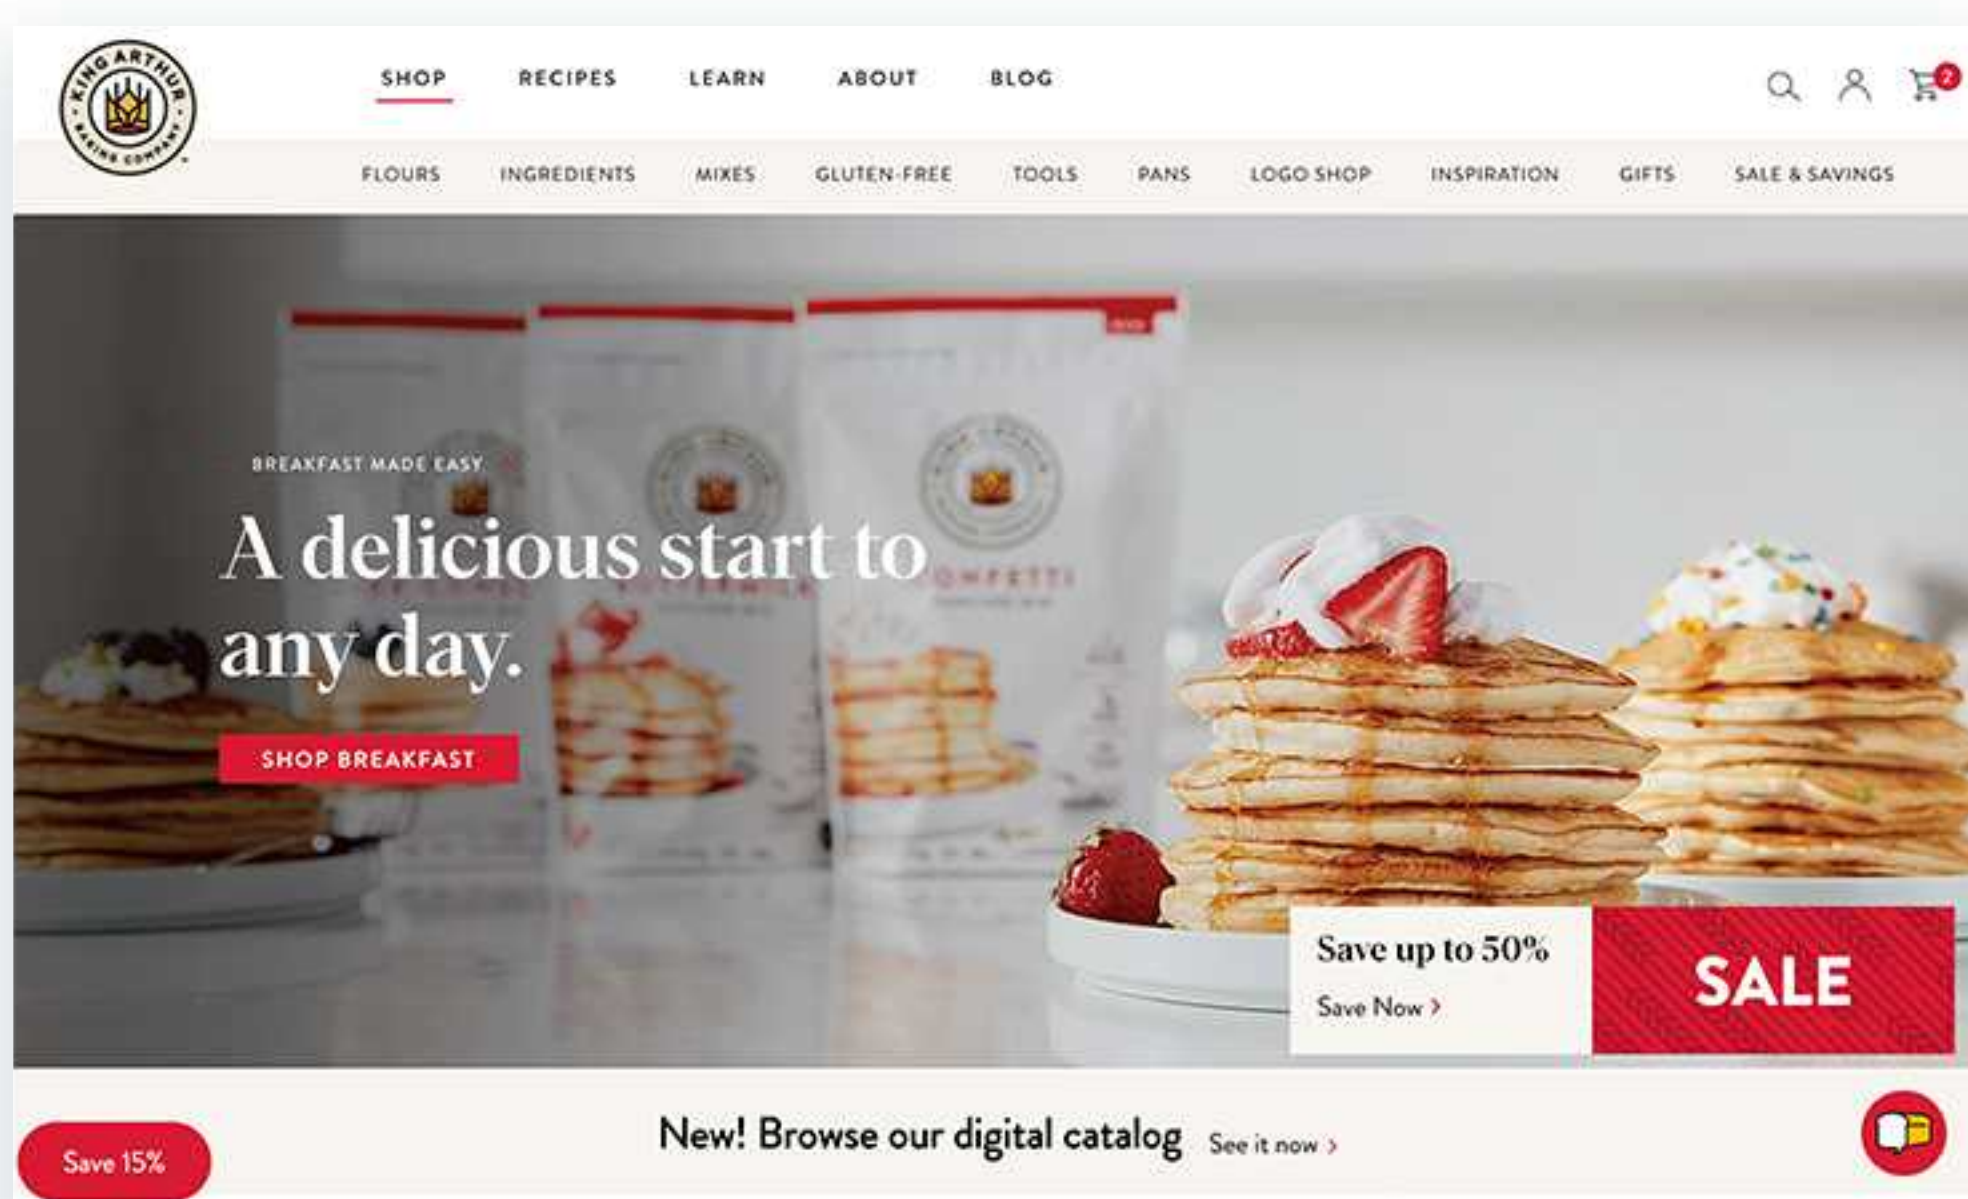 KING ARTHUR
BAKING COMPANY
SHOP
RECIPES
LEARN
ABOUT
BLOG
2
FLOURS
INGREDIENTS
MIXES
GLUTEN-FREE
TOOLS
PANS
LOGO SHOP
INSPIRATION
GIFTS
SALE & SAVINGS
BREAKFAST MADE EASY
A delicious start to
any day.
BUTTERMILK
CONFETTI
SHOP BREAKFAST
Save up to 50%
Save Now >
SALE
New! Browse our digital catalog
See it now >
Save 15%